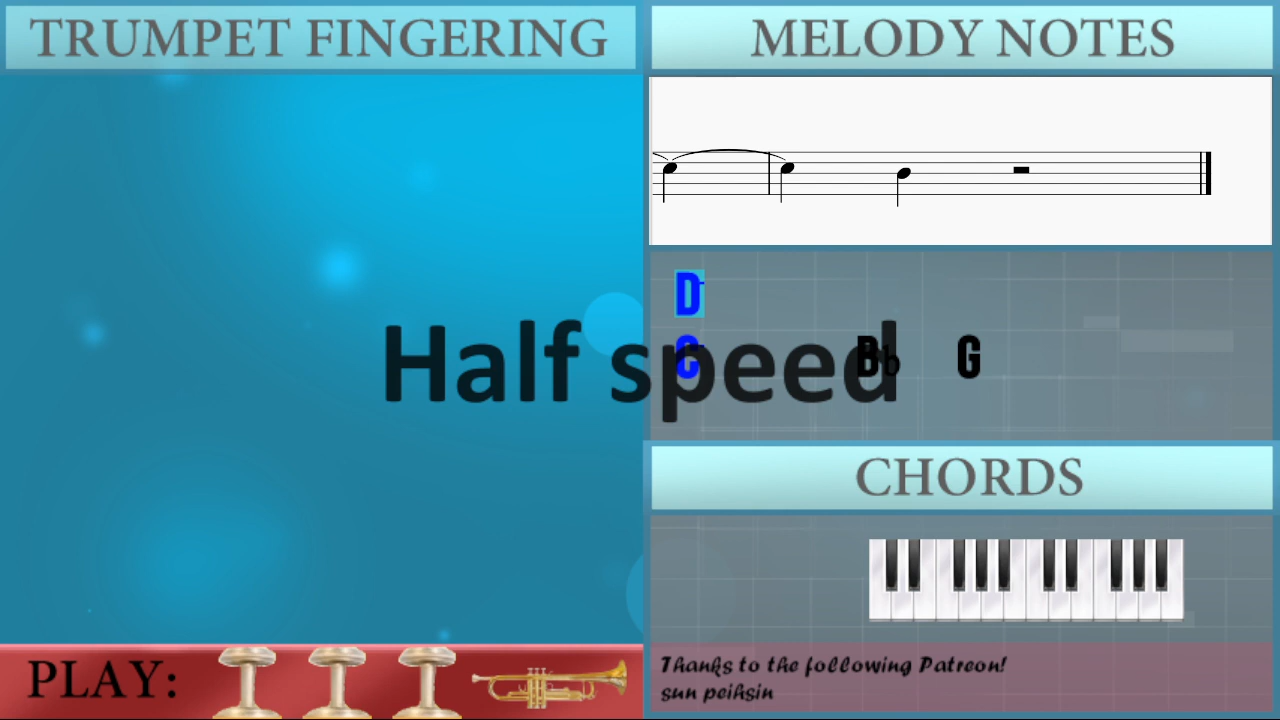 TRUMPET FINGERING
MELODY NOTES
D
C
Bb
G
Half speed
CHORDS
PLAY:
Thanks to the following Patreon!
sun peihsin